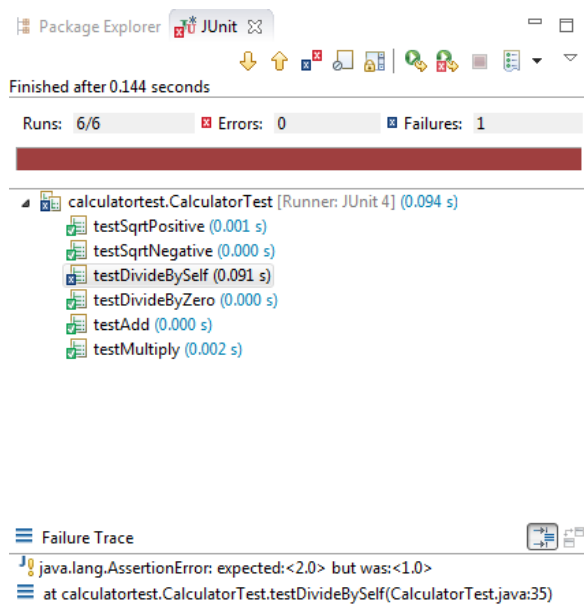 Package Explorer JUnit
Finished after 0.144 seconds
Runs: 6/6 Errors: 0 Failures: 1
calculatortest.CalculatorTest [Runner: JUnit 4] (0.094 s)
testSqrtPositive (0.001 s)
testSqrtNegative (0.000 s)
testDivideBySelf (0.091 s)
testDivideByZero (0.000 s)
testAdd (0.000 s)
testMultiply (0.002 s)
Failure Trace
java.lang.AssertionError: expected:<2.0> but was:<1.0>
at calculatortest.CalculatorTest.testDivideBySelf(CalculatorTest.java:35)